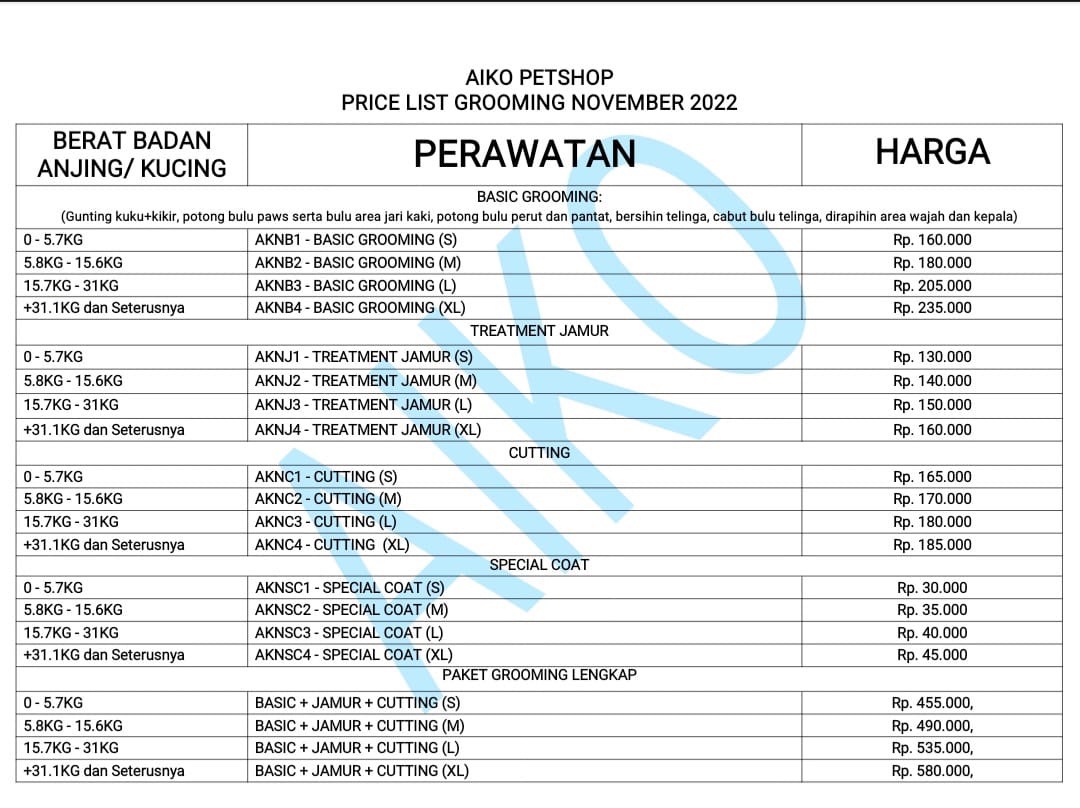 AIKO PETSHOP
PRICE LIST GROOMING NOVEMBER 2022
BERAT BADAN
ANJING/ KUCING
PERAWATAN
HARGA
BASIC GROOMING:
(Gunting kuku+kikir, potong bulu paws serta bulu area jari kaki, potong bulu perut dan pantat, bersihin telinga, cabut bulu telinga, dirapihin area wajah dan kepala)
0 - 5.7KG AKNB1 - BASIC GROOMING (S) Rp. 160.000
5.8KG - 15.6KG AKNB2 - BASIC GROOMING (M) Rp. 180.000
15.7KG - 31KG AKNB3 - BASIC GROOMING (L) Rp. 205.000
+31.1KG dan Seterusnya AKNB4 - BASIC GROOMING (XL) Rp. 235.000
TREATMENT JAMUR
0 - 5.7KG AKNJ1 - TREATMENT JAMUR (S) Rp. 130.000
5.8KG - 15.6KG AKNJ2 - TREATMENT JAMUR (M) Rp. 140.000
15.7KG - 31KG AKNJ3 - TREATMENT JAMUR (L) Rp. 150.000
+31.1KG dan Seterusnya AKNJ4 - TREATMENT JAMUR (XL) Rp. 160.000
CUTTING
0 - 5.7KG AKNC1 - CUTTING (S) Rp. 165.000
5.8KG - 15.6KG AKNC2 - CUTTING (M) Rp. 170.000
15.7KG - 31KG AKNC3 - CUTTING (L) Rp. 180.000
+31.1KG dan Seterusnya AKNC4 - CUTTING (XL) Rp. 185.000
SPECIAL COAT
0 - 5.7KG AKNSC1 - SPECIAL COAT (S) Rp. 30.000
5.8KG - 15.6KG AKNSC2 - SPECIAL COAT (M) Rp. 35.000
15.7KG - 31KG AKNSC3 - SPECIAL COAT (L) Rp. 40.000
+31.1KG dan Seterusnya AKNSC4 - SPECIAL COAT (XL) Rp. 45.000
PAKET GROOMING LENGKAP
0 - 5.7KG BASIC + JAMUR + CUTTING (S) Rp. 455.000,
5.8KG - 15.6KG BASIC + JAMUR + CUTTING (M) Rp. 490.000,
15.7KG - 31KG BASIC + JAMUR + CUTTING (L) Rp. 535.000,
+31.1KG dan Seterusnya BASIC + JAMUR + CUTTING (XL) Rp. 580.000,
AIKO